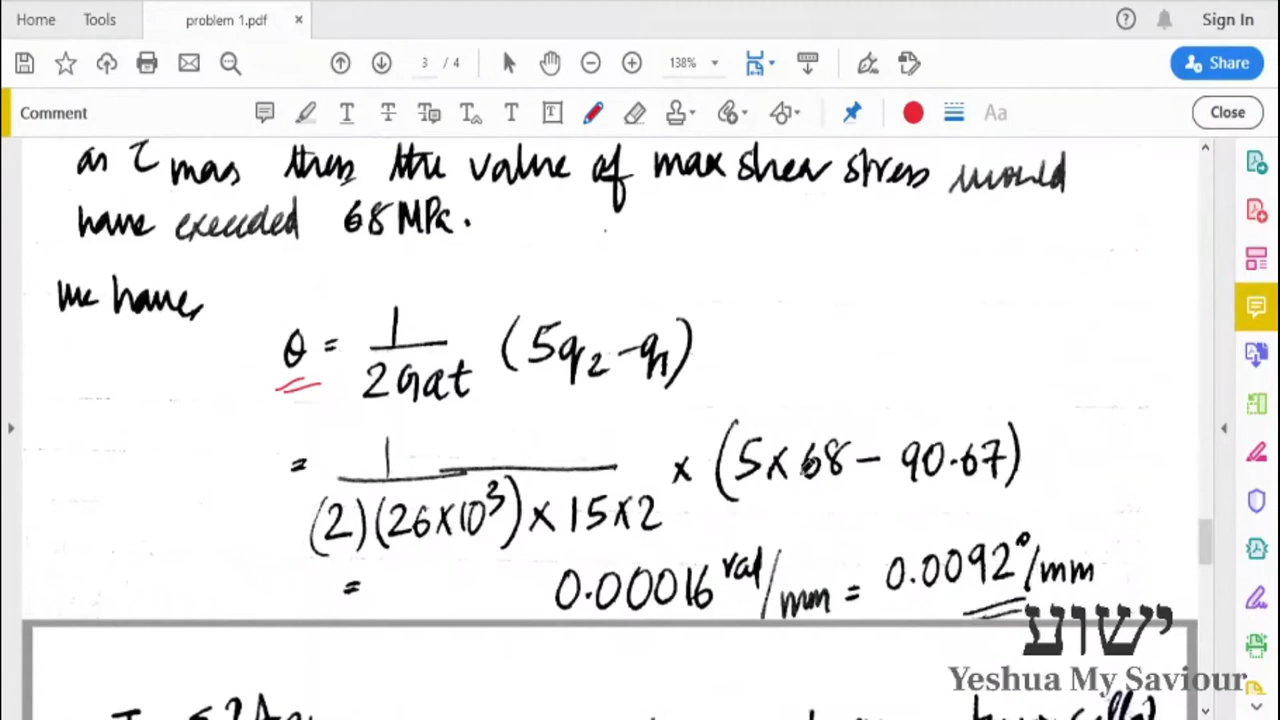 Home Tools problem 1.pdf × Sign In
3 / 4 138% Share
Comment Aa Close
as τ max then the value of max shear stress would
have exceeded 68 MPa.
We have,
θ = 1 / 2Gat (5q2 - q1)
= 1 / (2)(26×10³) × 15×2 × (5×68 - 90.67)
= 0.00016 rad/mm = 0.0092°/mm
ישוע
Yeshua My Saviour